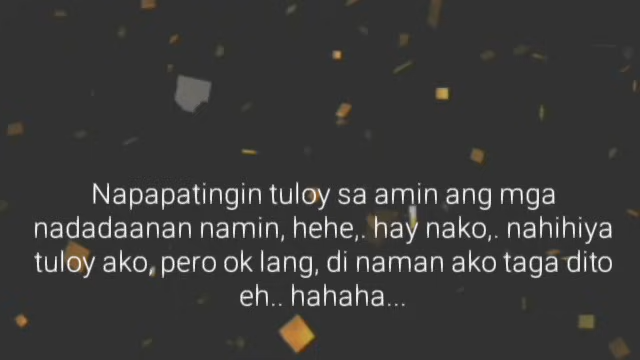 Napapatingin tuloy sa amin ang mga
nadadaanan namin, hehe,. hay nako,. nahihiya
tuloy ako, pero ok lang, di naman ako taga dito
eh.. hahaha...